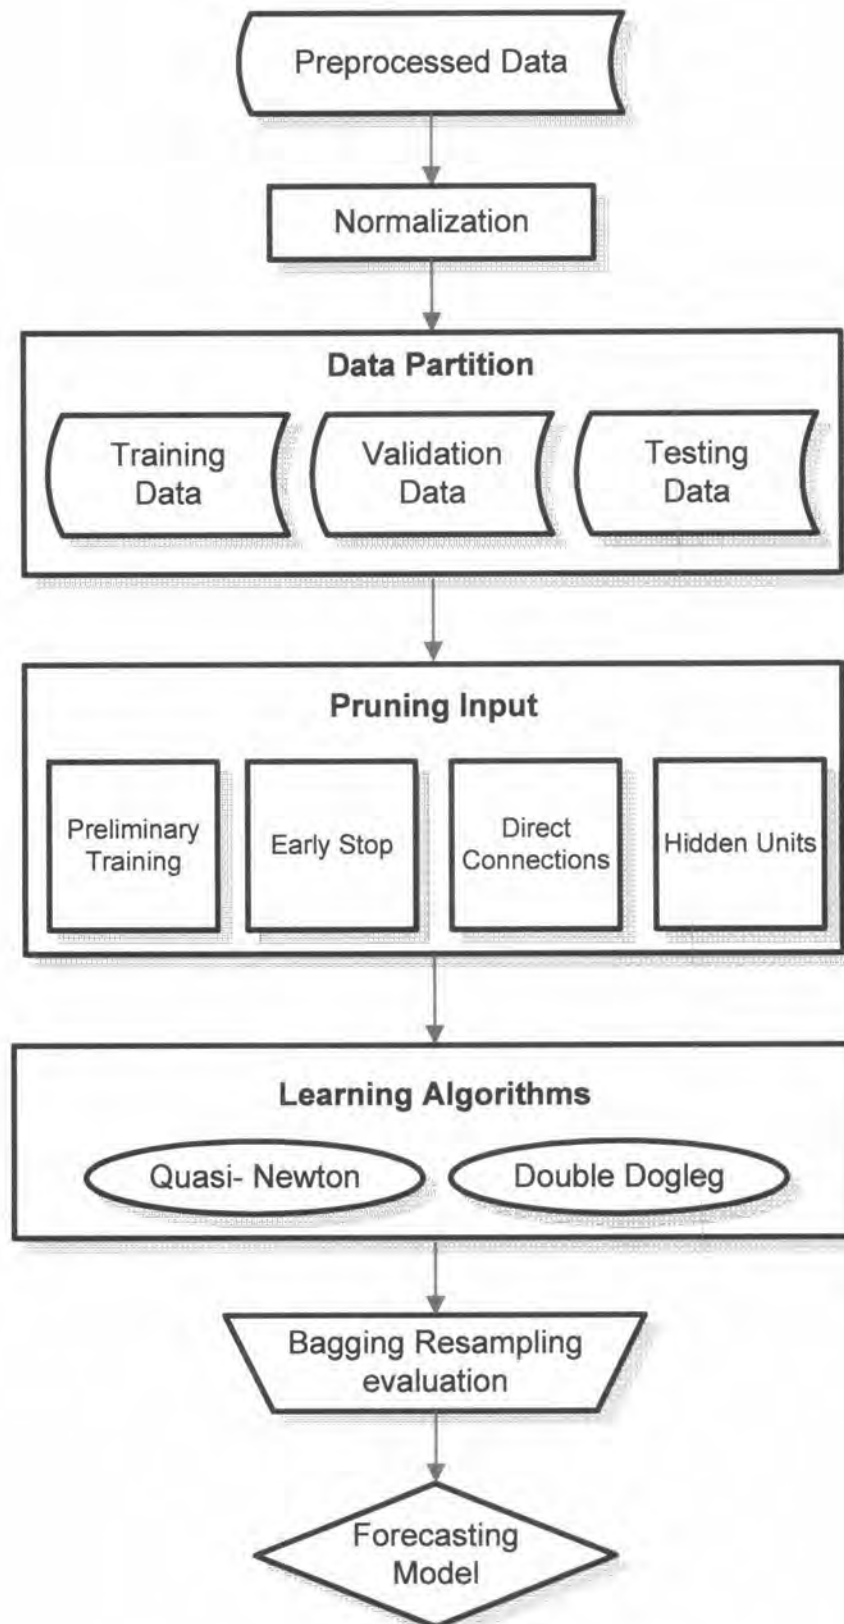 Preprocessed Data
Normalization
Data Partition
Training
Data
Validation
Data
Testing
Data
Pruning Input
Preliminary
Training
Early Stop
Direct
Connections
Hidden Units
Learning Algorithms
Quasi- Newton
Double Dogleg
Bagging Resampling
evaluation
Forecasting
Model